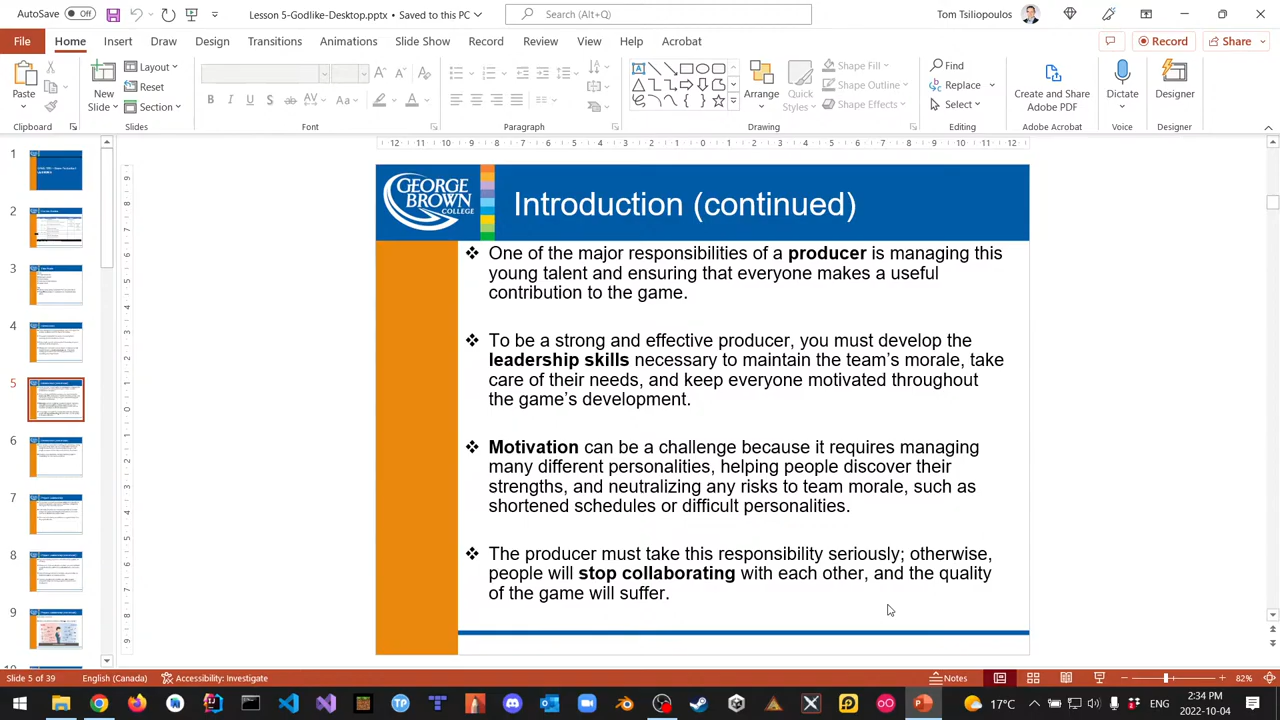 AutoSave Off Lesson 5-Godlike Desktop.pptx • Saved to this PC Search (Alt+Q) Tom Tsiliopoulos
File Home Insert Draw Design Transitions Animations Slide Show Record Review View Help Acrobat Record Share
Paste New Slide Layout Reset Section Arrange Quick Styles Shape Fill Shape Outline Shape Effects Find Replace Select Create and Share Adobe PDF Dictate Designer
Clipboard Slides Font Paragraph Drawing Editing Adobe Acrobat Voice Designer
GEORGE
BROWN
COLLEGE
Introduction (continued)
❖ One of the major responsibilities of a producer is managing this
young talent and ensuring that everyone makes a useful
contribution to the game.
❖ To be a strong and effective producer, you must develop the
leadership skills necessary to maintain the team's morale, take
care of their needs, and keep everyone motivated throughout
the game's development.
❖ Motivation can be a challenge because it requires managing
many different personalities, helping people discover their
strengths, and neutralizing any risks to team morale, such as
shortened schedules or difficult personalities.
❖ The producer must take this responsibility seriously; otherwise,
people will stop collaborating with each other, and the quality
of the game will suffer.
1
2
3
4
5
6
7
8
9
Slide 5 of 39 English (Canada) Accessibility: Investigate Notes 82%
17°C ENG 2:34 PM
2022-10-04